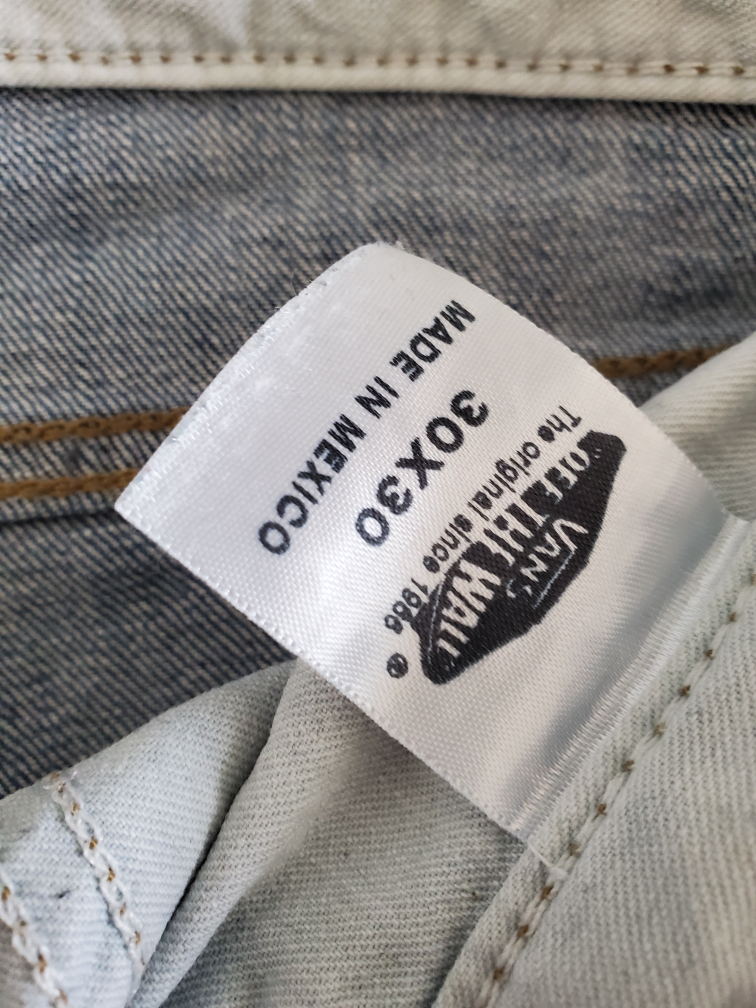 VANS
"OFF THE WALL"
The original since 1966
®
30X30
MADE IN MEXICO